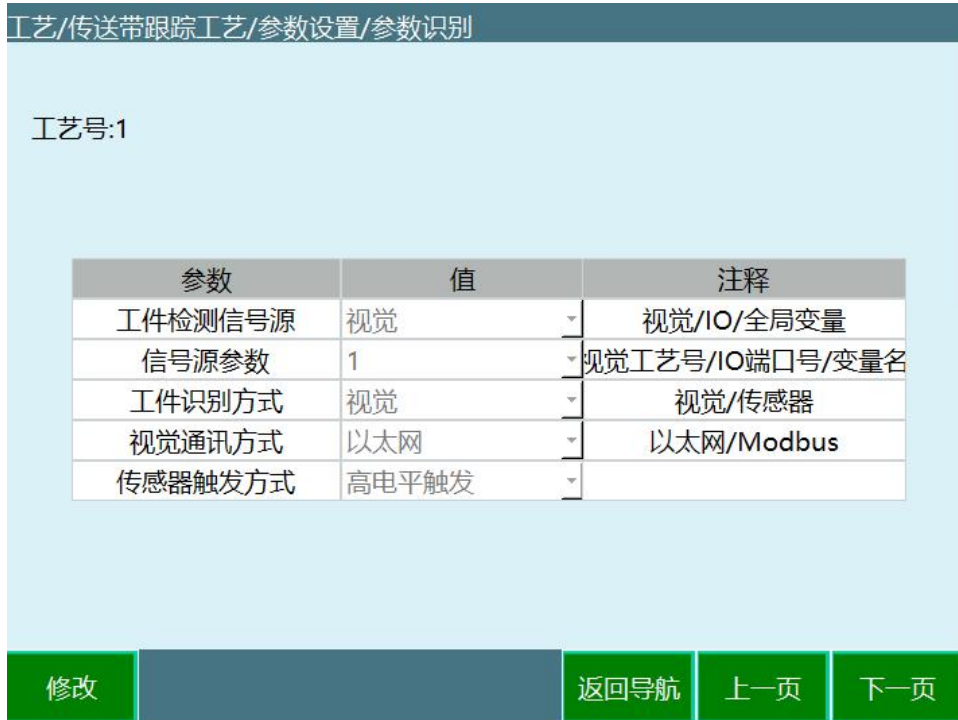 工艺/传送带跟踪工艺/参数设置/参数识别
工艺号:1
参数 值 注释
工件检测信号源 视觉 视觉/IO/全局变量
信号源参数 1 视觉工艺号/IO端口号/变量名
工件识别方式 视觉 视觉/传感器
视觉通讯方式 以太网 以太网/Modbus
传感器触发方式 高电平触发
修改 返回导航 上一页 下一页